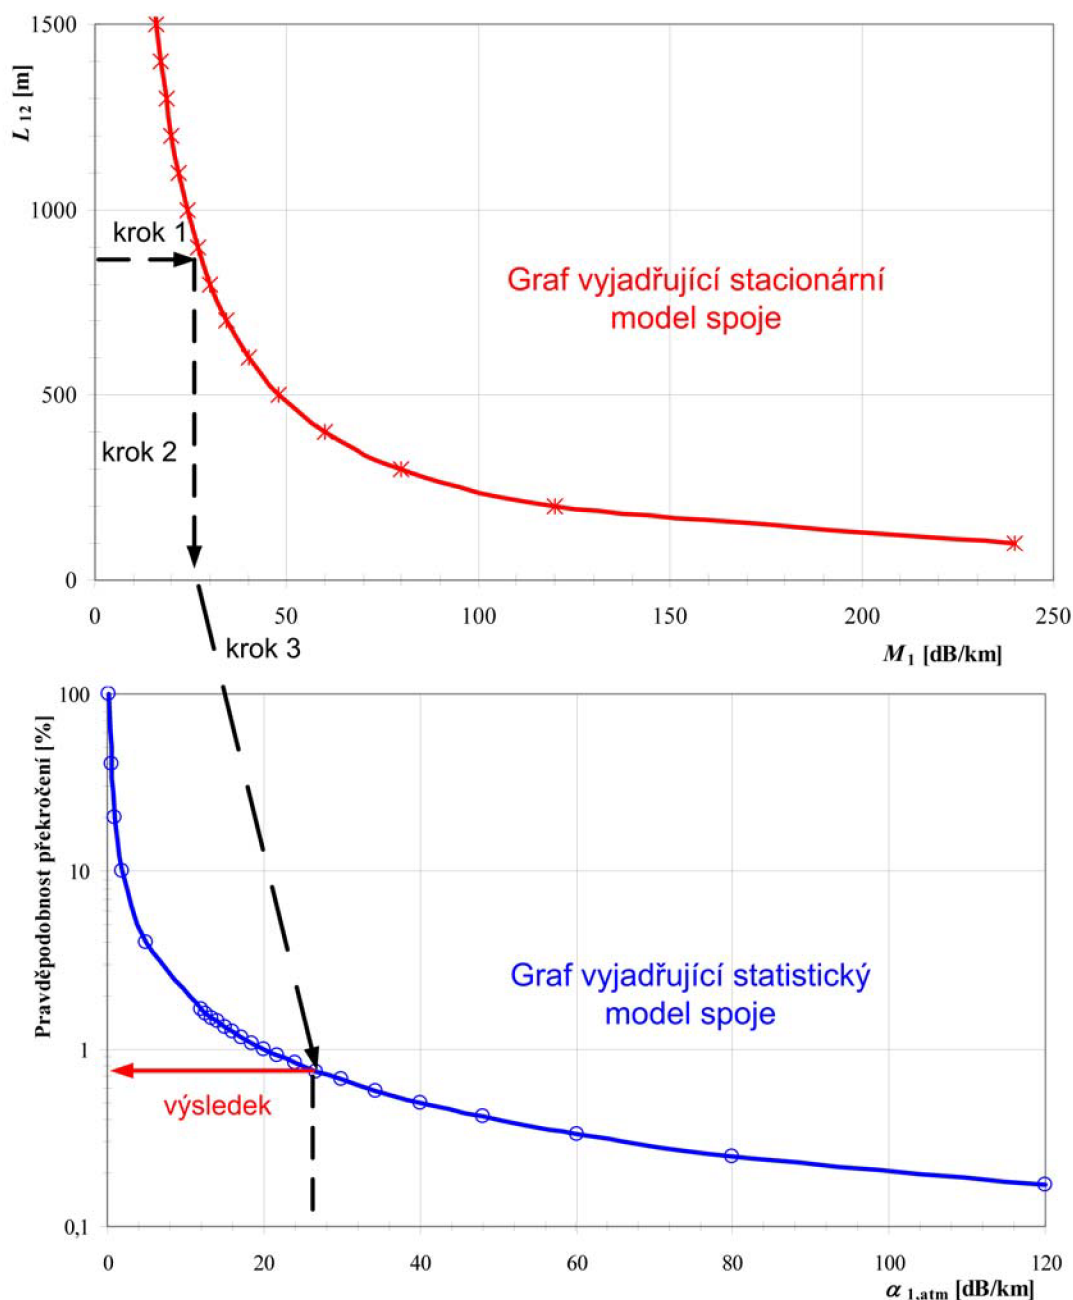 1500
L 12 [m]
1000
krok 1
Graf vyjadřující stacionární
model spoje
500
krok 2
0
0 50 100 150 200 250
krok 3
M 1 [dB/km]
100
Pravděpodobnost překročení [%]
10
Graf vyjadřující statistický
model spoje
1
výsledek
0,1
0 20 40 60 80 100 120
α 1,atm [dB/km]